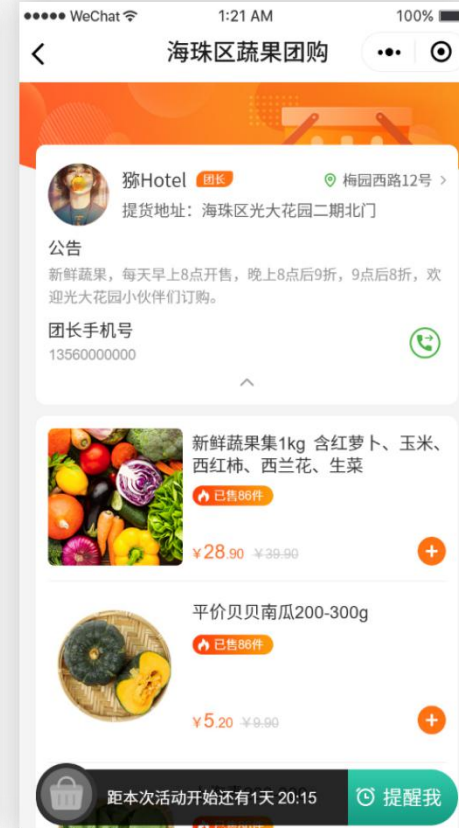 WeChat
1:21 AM
100%
海珠区蔬果团购
猕Hotel
团长
梅园西路12号
提货地址：海珠区光大花园二期北门
公告
新鲜蔬果，每天早上8点开售，晚上8点后9折，9点后8折，欢
迎光大花园小伙伴们订购。
团长手机号
13560000000
新鲜蔬果集1kg 含红萝卜、玉米、
西红柿、西兰花、生菜
已售86件
¥28.90 ¥39.90
平价贝贝南瓜200-300g
已售86件
¥5.20 ¥9.90
距本次活动开始还有1天 20:15
提醒我